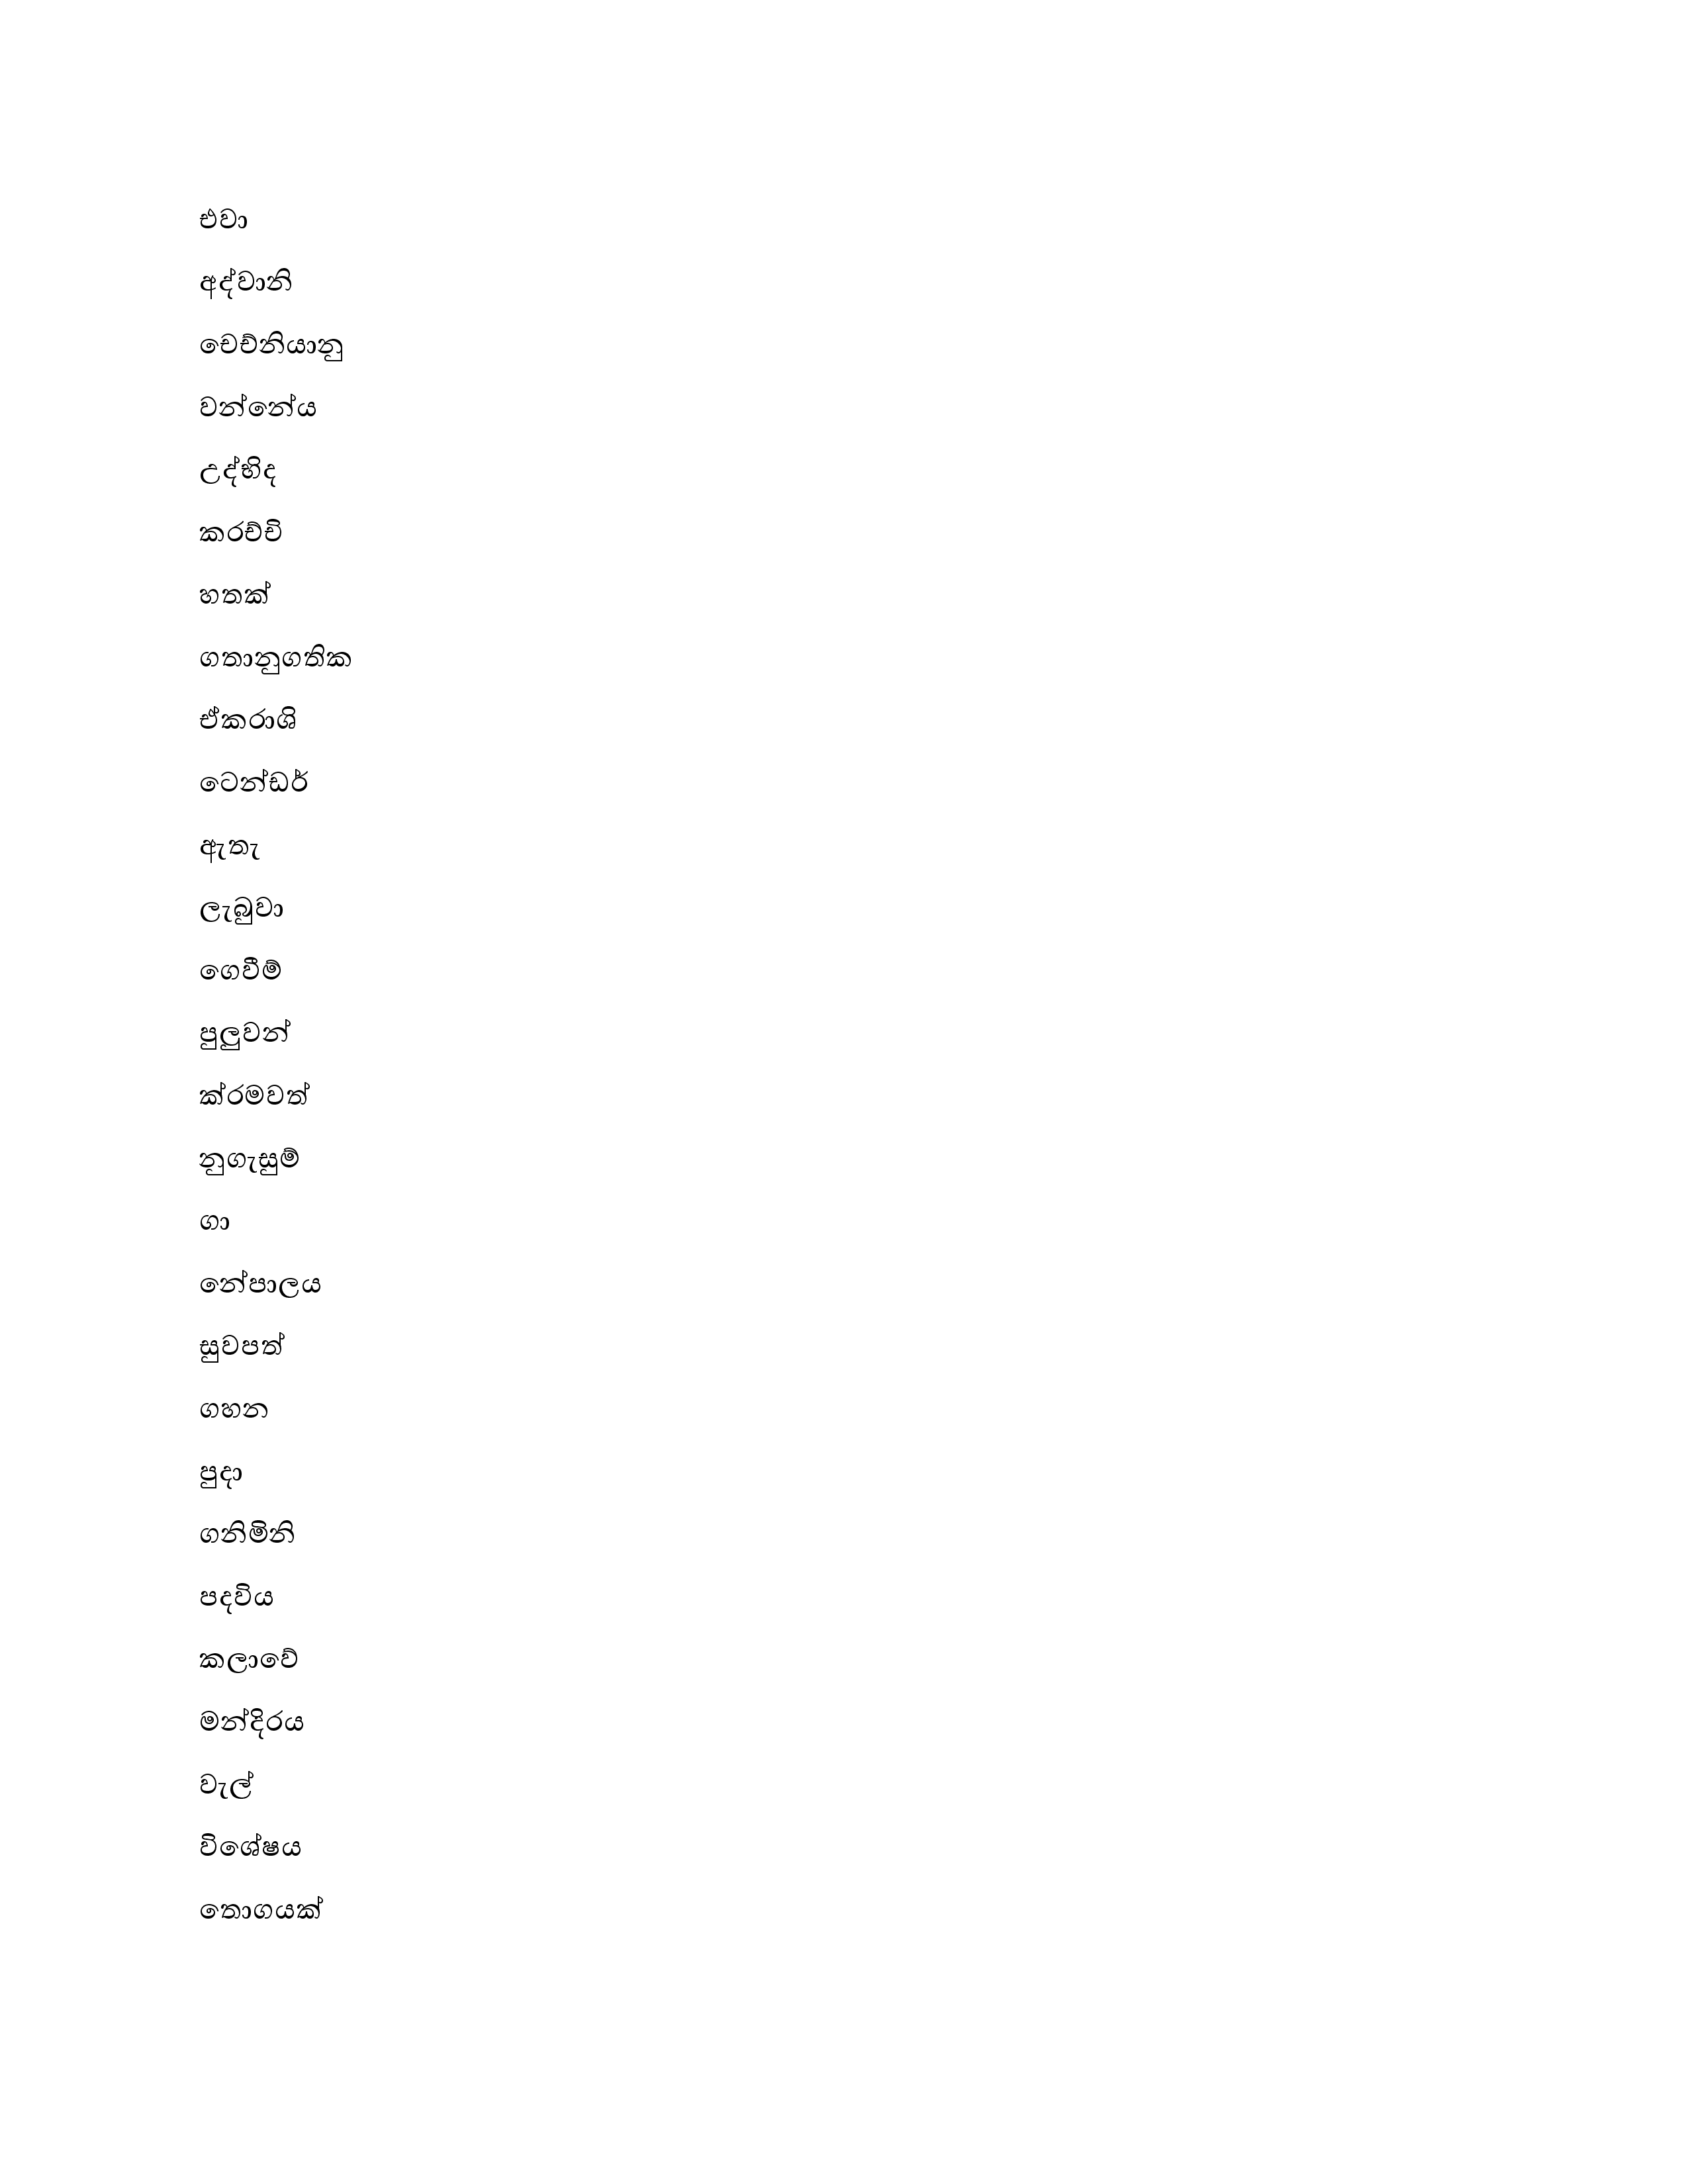 එවා
අද්වානි
චෙච්නියානු
වන්නේය
උද්භිද
කරච්චි
හතක්
ගතානුගතික
ඒකරාශි
ටෙන්ඩර්
ඇතැ
ලැබුවා
ගෙවීම්
පුලුවන්
ක්රමවත්
නුගැසුම්
ගා
නේපාලය
සුවපත්
ගහන
පුදා
ගනිමිනි
පදවිය
කලාවේ
මන්දිරය
වැල්
විශේෂය
තොගයක්